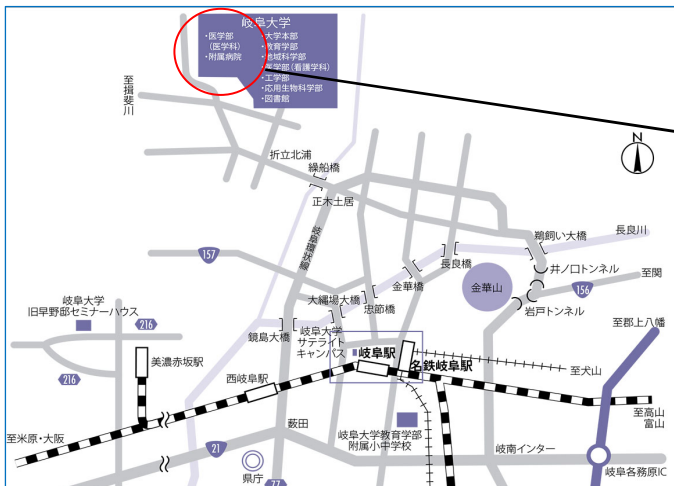 岐阜大学
・医学部
(医学科)
・附属病院
・大学本部
・教育学部
・地域科学部
・医学部(看護学科)
・工学部
・応用生物科学部
・図書館
至揖斐川
N
折立北浦
繰船橋
正木土居
岐阜環状線
鵜飼い大橋
長良川
157
長良橋
井ノ口トンネル
金華橋
金華山
156
至関
忠節橋
大縄場大橋
岩戸トンネル
岐阜大学
旧早野邸セミナーハウス
216
鏡島大橋
岐阜大学
サテライト
キャンパス
岐阜駅
名鉄岐阜駅
至郡上八幡
美濃赤坂駅
216
西岐阜駅
至犬山
至高山
富山
至米原・大阪
21
薮田
岐阜大学教育学部
附属小中学校
岐南インター
県庁
77
岐阜各務原IC